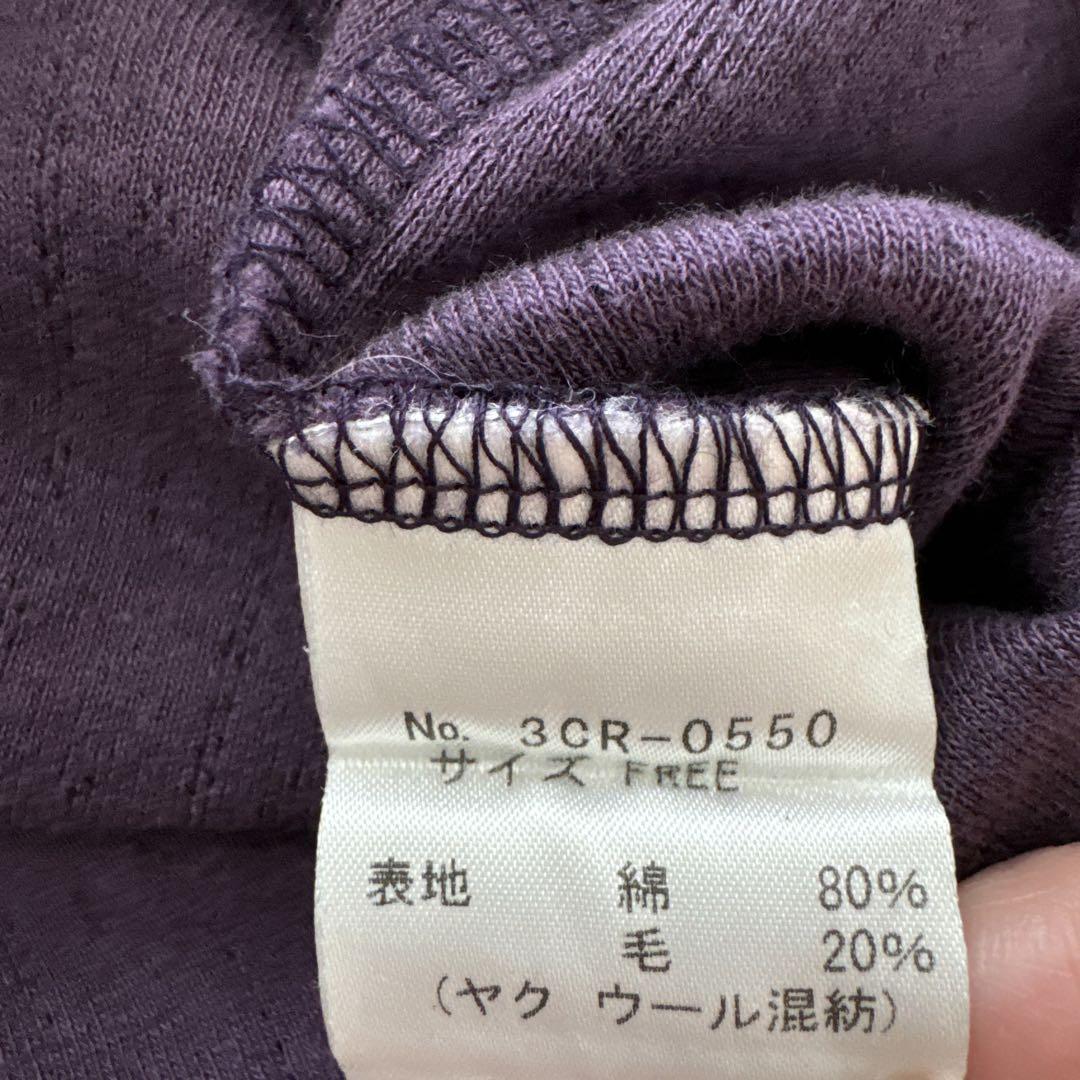 No. 3CR-0550
サイズ FREE
表地 綿 80%
毛 20%
(ヤク ウール混紡)